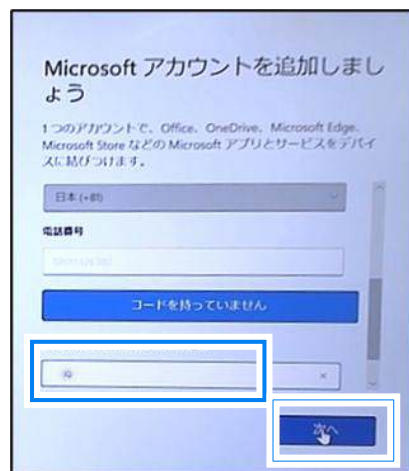 Microsoft アカウントを追加しまし
ょう
1 つのアカウントで、Office、OneDrive、Microsoft Edge、
Microsoft Store などの Microsoft アプリとサービスをデバイ
スに結びつけます。
日本 (+81)
電話番号
コードを持っていません
次へ